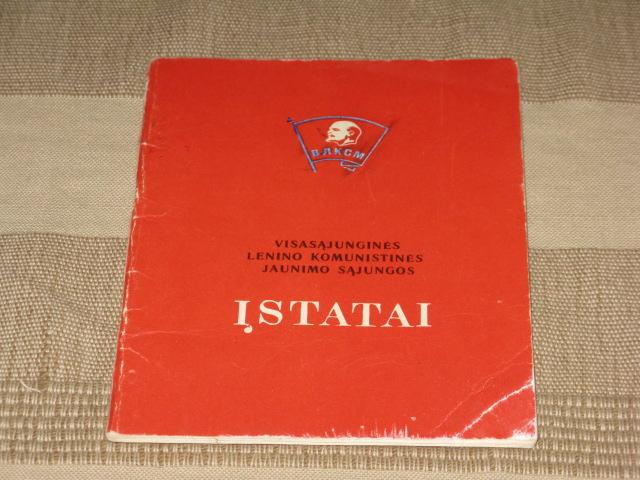 ВЛКСМ
VISASĄJUNGINĖS
LENINO KOMUNISTINĖS
JAUNIMO SĄJUNGOS
ĮSTATAI